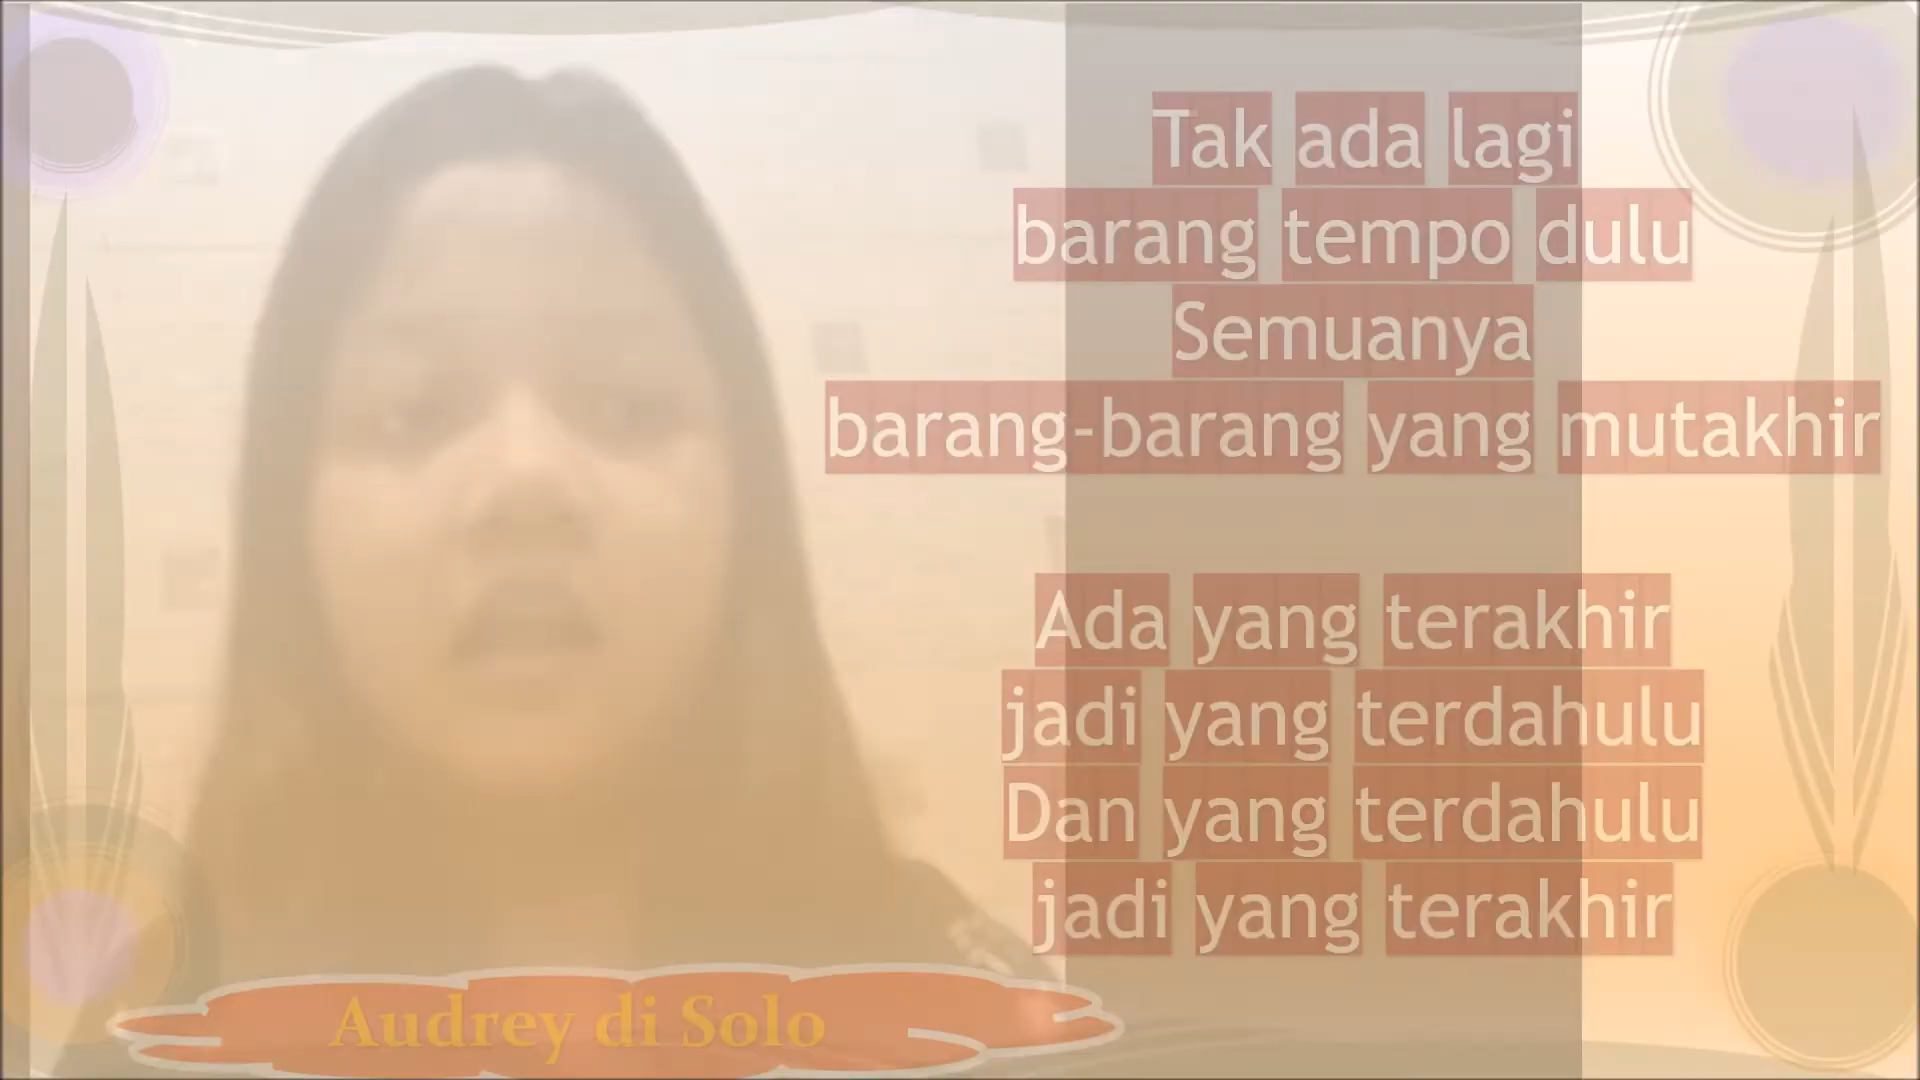 Tak ada lagi
barang tempo dulu
Semuanya
barang-barang yang mutakhir
Ada yang terakhir
jadi yang terdahulu
Dan yang terdahulu
jadi yang terakhir
Audrey di Solo